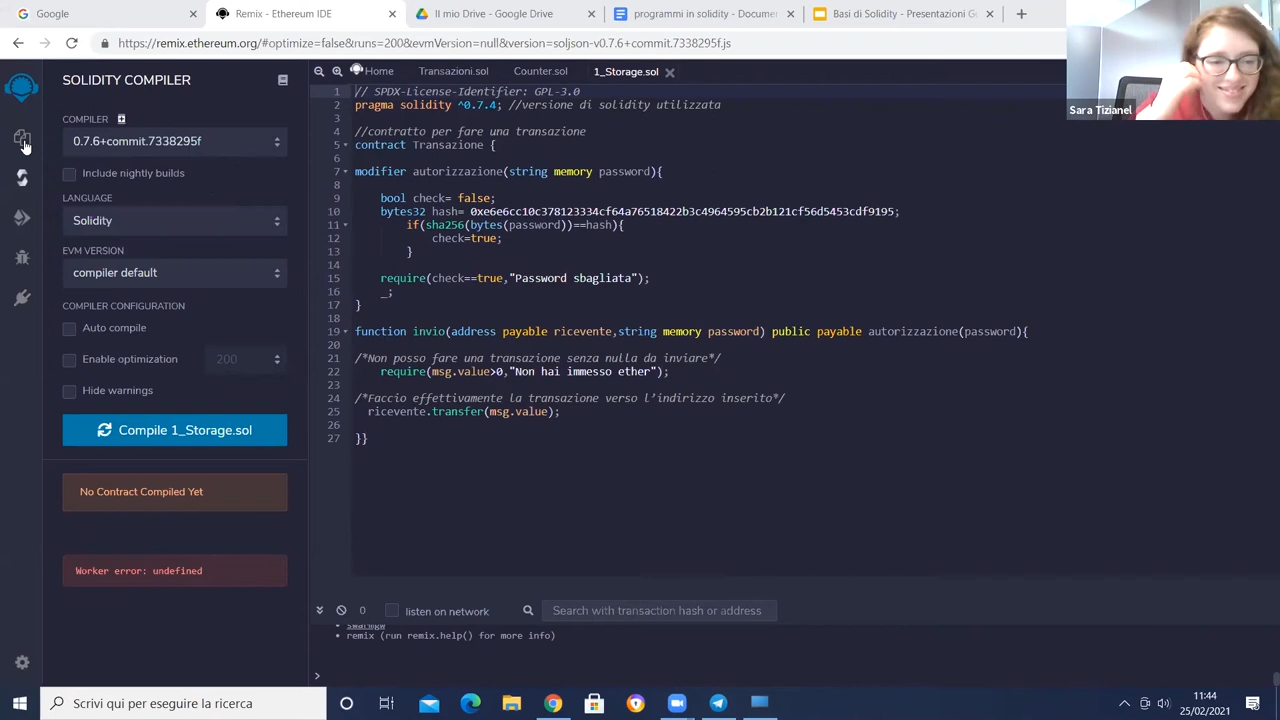 Google
Remix - Ethereum IDE
Il mio Drive - Google Drive
programmi in solidity - Documen
Basi di Solidity - Presentazioni G
https://remix.ethereum.org/#optimize=false&runs=200&evmVersion=null&version=soljson-v0.7.6+commit.7338295f.js
Sara Tizianel
SOLIDITY COMPILER
COMPILER
0.7.6+commit.7338295f
Include nightly builds
LANGUAGE
Solidity
EVM VERSION
compiler default
COMPILER CONFIGURATION
Auto compile
Enable optimization
200
Hide warnings
Compile 1_Storage.sol
No Contract Compiled Yet
Worker error: undefined
Home
Transazioni.sol
Counter.sol
1_Storage.sol
1 // SPDX-License-Identifier: GPL-3.0
2 pragma solidity ^0.7.4; //versione di solidity utilizzata
3
4 //contratto per fare una transazione
5 contract Transazione {
6
7 modifier autorizzazione(string memory password){
8
9 bool check= false;
10 bytes32 hash= 0xe6e6cc10c378123334cf64a76518422b3c4964595cb2b121cf56d5453cdf9195;
11 if(sha256(bytes(password))==hash){
12 check=true;
13 }
14
15 require(check==true,"Password sbagliata");
16 _;
17 }
18
19 function invio(address payable ricevente,string memory password) public payable autorizzazione(password){
20
21 /*Non posso fare una transazione senza nulla da inviare*/
22 require(msg.value>0,"Non hai immesso ether");
23
24 /*Faccio effettivamente la transazione verso l'indirizzo inserito*/
25 ricevente.transfer(msg.value);
26
27 }}
0
listen on network
Search with transaction hash or address
swarmgw
remix (run remix.help() for more info)
>
Scrivi qui per eseguire la ricerca
11:44
25/02/2021